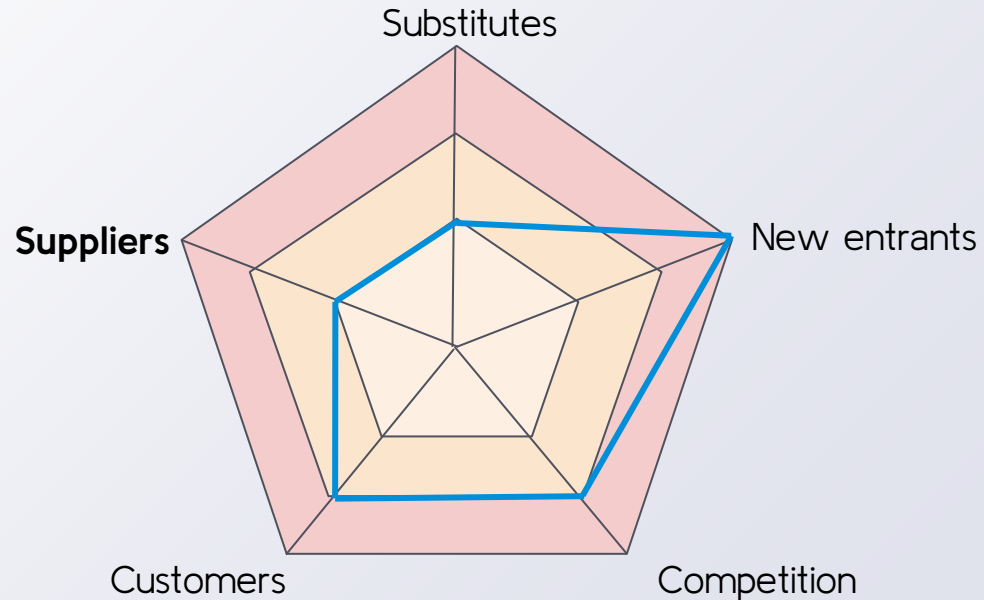 Substitutes
Suppliers
New entrants
Customers
Competition